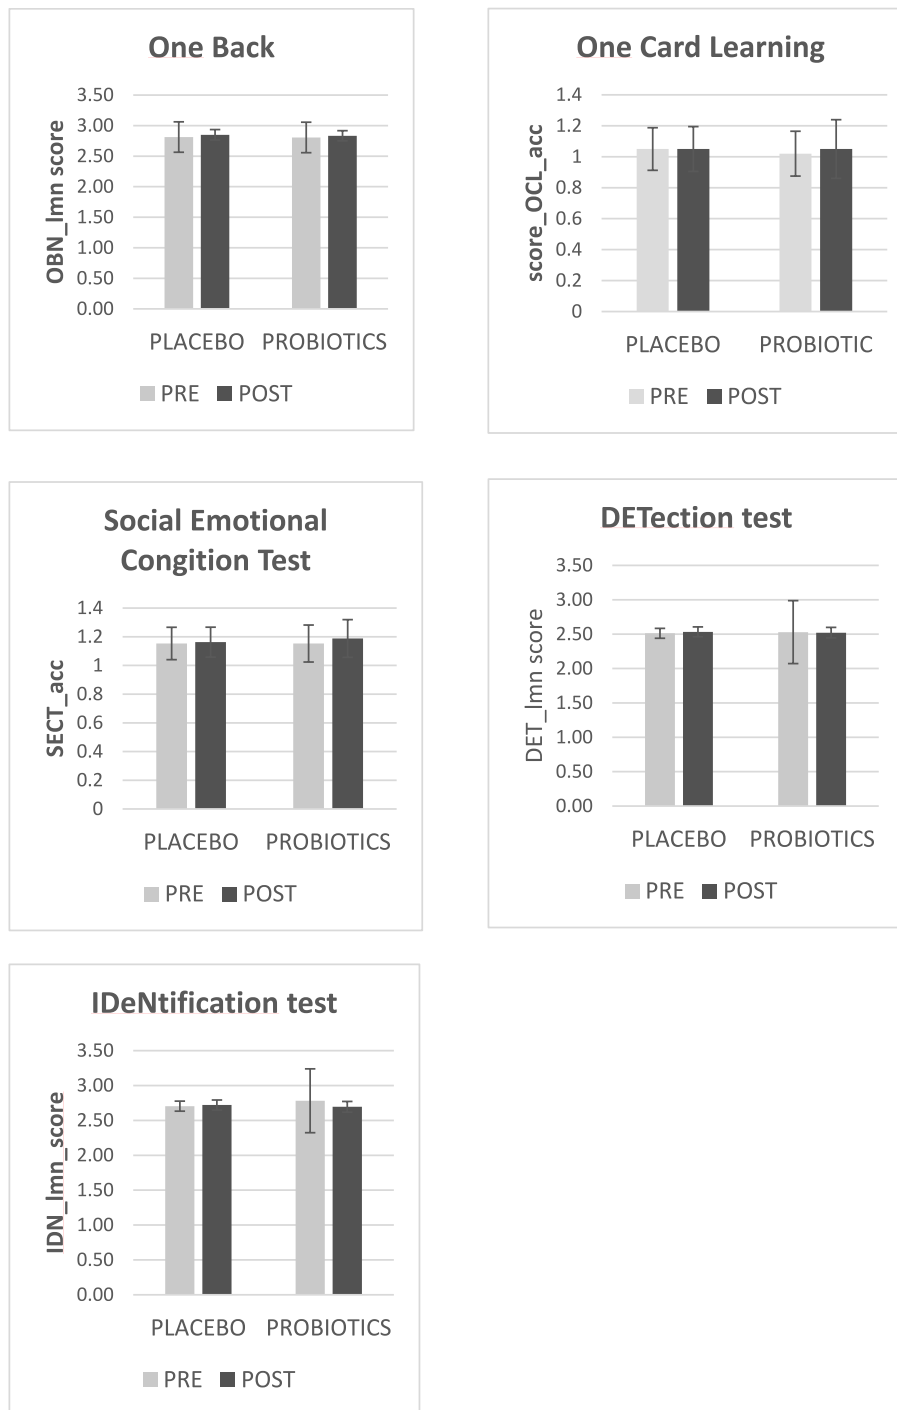 One Back
OBN_lmn score
3.50
3.00
2.50
2.00
1.50
1.00
0.50
0.00
PLACEBO PROBIOTICS
PRE POST
One Card Learning
score_OCL_acc
1.4
1.2
1
0.8
0.6
0.4
0.2
0
PLACEBO PROBIOTIC
PRE POST
Social Emotional
Congition Test
SECT_acc
1.4
1.2
1
0.8
0.6
0.4
0.2
0
PLACEBO PROBIOTICS
PRE POST
DETection test
DET_lmn score
3.50
3.00
2.50
2.00
1.50
1.00
0.50
0.00
PLACEBO PROBIOTICS
PRE POST
IDeNtification test
IDN_lmn_score
3.50
3.00
2.50
2.00
1.50
1.00
0.50
0.00
PLACEBO PROBIOTICS
PRE POST